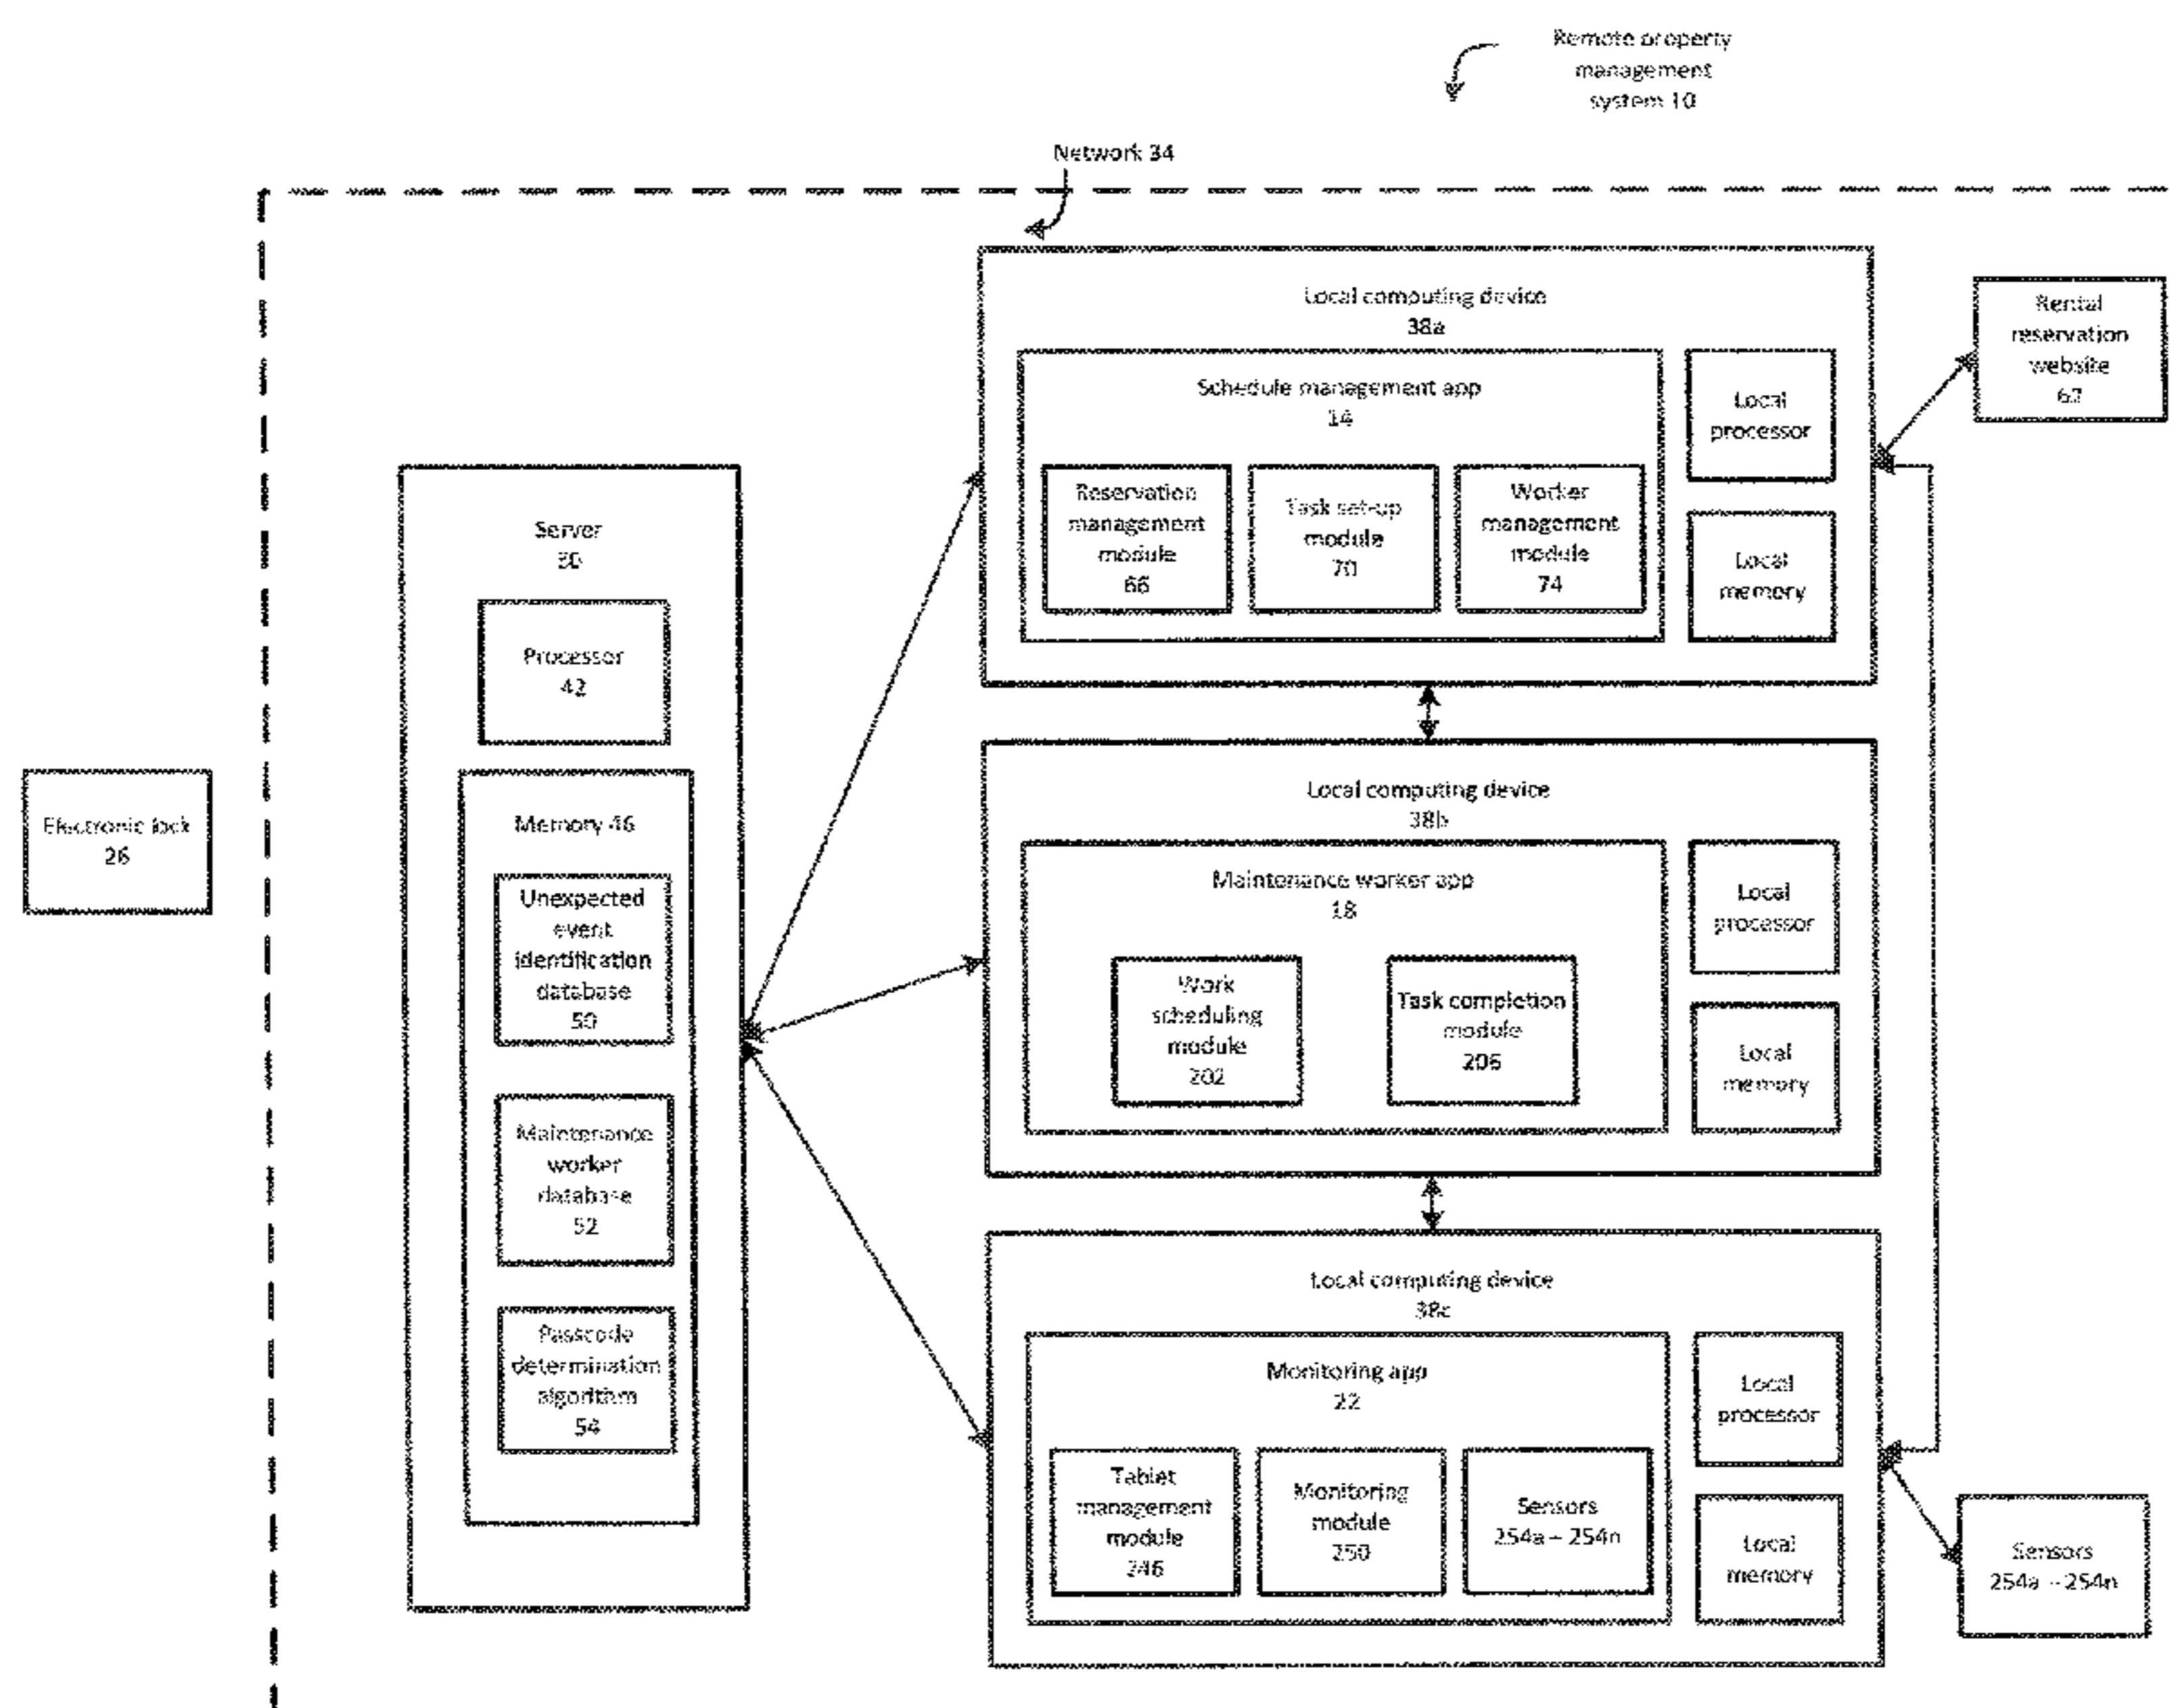 Remote property
management
system 10
Network 34
Local computing device
38a
Schedule management app
14
Reservation
management
module
66
Task set-up
module
70
Worker
management
module
74
Local
processor
Local
memory
Rental
reservation
website
62
Server
30
Processor
42
Memory 46
Unexpected
event
identification
database
50
Maintenance
worker
database
52
Passcode
determination
algorithm
54
Electronic lock
26
Local computing device
38b
Maintenance worker app
18
Work
scheduling
module
202
Task completion
module
206
Local
processor
Local
memory
Local computing device
38c
Monitoring app
22
Tablet
management
module
246
Monitoring
module
250
Sensors
254a – 254n
Local
processor
Local
memory
Sensors
254a – 254n